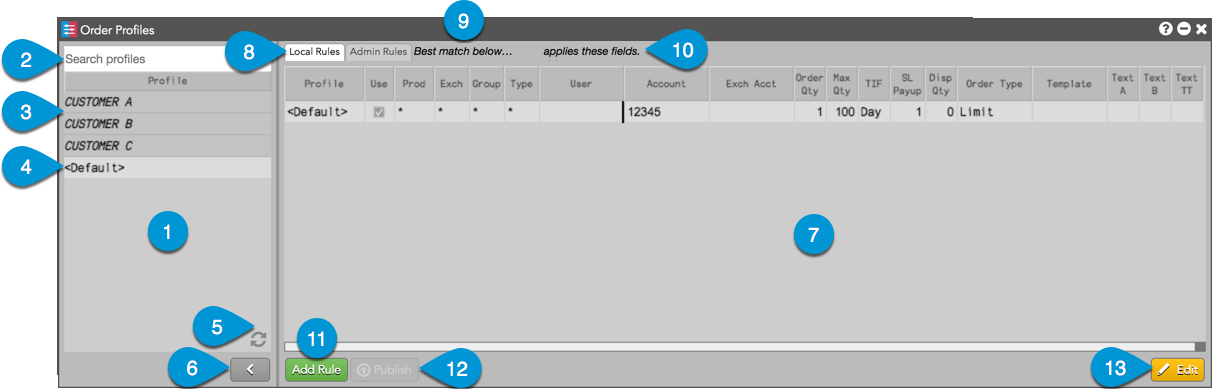 9
Order Profiles
8
Local Rules Admin Rules Best match below... applies these fields.
10
2
Search profiles
Profile
Profile Use Prod Exch Group Type User Account Exch Acct Order Qty Max Qty TIF SL Payup Disp Qty Order Type Template Text A Text B Text TT
3
CUSTOMER A
CUSTOMER B
CUSTOMER C
4
<Default>
<Default> * * * * 12345 1 100 Day 1 0 Limit
1
7
5
6
11
Add Rule
Publish
12
13
Edit